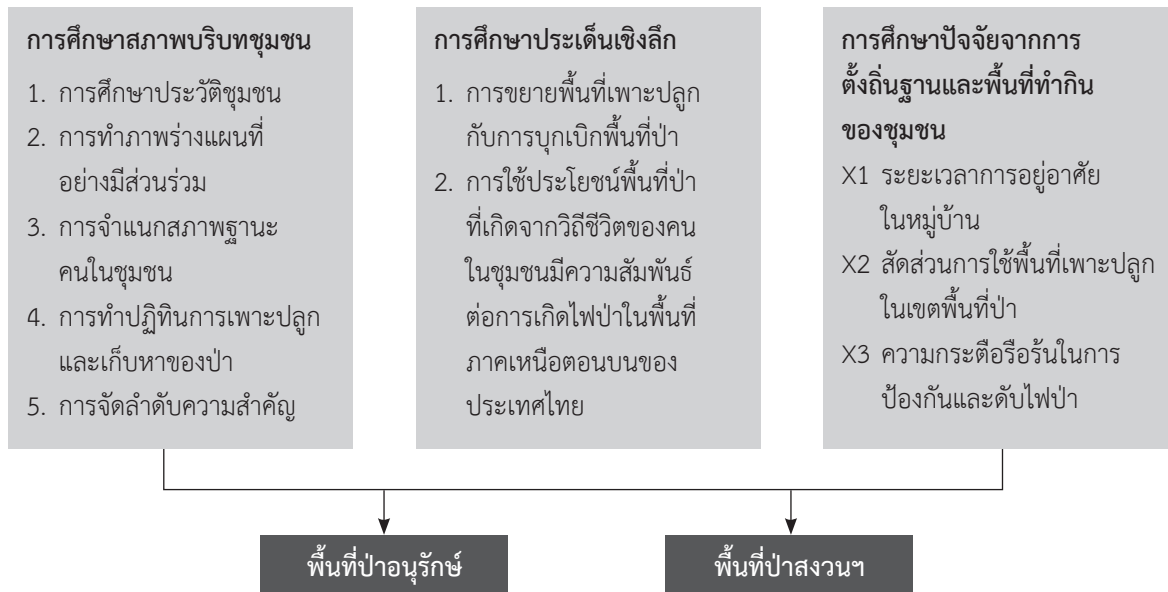 การศึกษาสภาพบริบทชุมชน
1. การศึกษาประวัติชุมชน
2. การทำภาพร่างแผนที่
อย่างมีส่วนร่วม
3. การจำแนกสภาพฐานะ
คนในชุมชน
4. การทำปฏิทินการเพาะปลูก
และเก็บหาของป่า
5. การจัดลำดับความสำคัญ
การศึกษาประเด็นเชิงลึก
1. การขยายพื้นที่เพาะปลูก
กับการบุกเบิกพื้นที่ป่า
2. การใช้ประโยชน์พื้นที่ป่า
ที่เกิดจากวิถีชีวิตของคน
ในชุมชนมีความสัมพันธ์
ต่อการเกิดไฟป่าในพื้นที่
ภาคเหนือตอนบนของ
ประเทศไทย
การศึกษาปัจจัยจากการ
ตั้งถิ่นฐานและพื้นที่ทำกิน
ของชุมชน
X1 ระยะเวลาการอยู่อาศัย
ในหมู่บ้าน
X2 สัดส่วนการใช้พื้นที่เพาะปลูก
ในเขตพื้นที่ป่า
X3 ความกระตือรือร้นในการ
ป้องกันและดับไฟป่า
พื้นที่ป่าอนุรักษ์
พื้นที่ป่าสงวนฯ